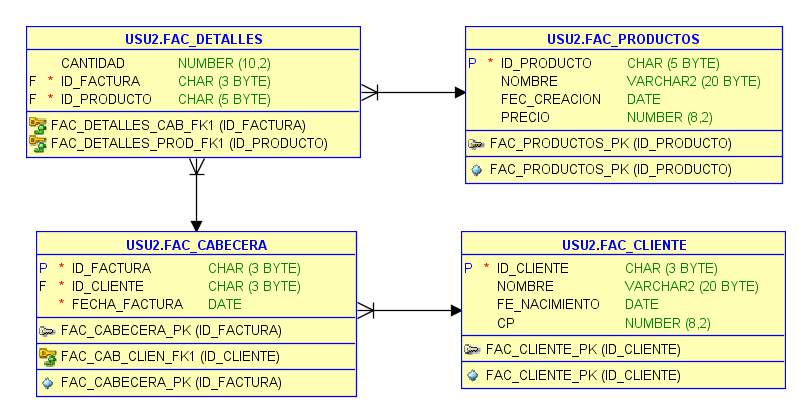 USU2.FAC_DETALLES
CANTIDAD NUMBER (10,2)
F * ID_FACTURA CHAR (3 BYTE)
F * ID_PRODUCTO CHAR (5 BYTE)
FAC_DETALLES_CAB_FK1 (ID_FACTURA)
FAC_DETALLES_PROD_FK1 (ID_PRODUCTO)
USU2.FAC_PRODUCTOS
P * ID_PRODUCTO CHAR (5 BYTE)
NOMBRE VARCHAR2 (20 BYTE)
FEC_CREACION DATE
PRECIO NUMBER (8,2)
FAC_PRODUCTOS_PK (ID_PRODUCTO)
FAC_PRODUCTOS_PK (ID_PRODUCTO)
USU2.FAC_CABECERA
P * ID_FACTURA CHAR (3 BYTE)
F * ID_CLIENTE CHAR (3 BYTE)
* FECHA_FACTURA DATE
FAC_CABECERA_PK (ID_FACTURA)
FAC_CAB_CLIEN_FK1 (ID_CLIENTE)
FAC_CABECERA_PK (ID_FACTURA)
USU2.FAC_CLIENTE
P * ID_CLIENTE CHAR (3 BYTE)
NOMBRE VARCHAR2 (20 BYTE)
FE_NACIMIENTO DATE
CP NUMBER (8,2)
FAC_CLIENTE_PK (ID_CLIENTE)
FAC_CLIENTE_PK (ID_CLIENTE)